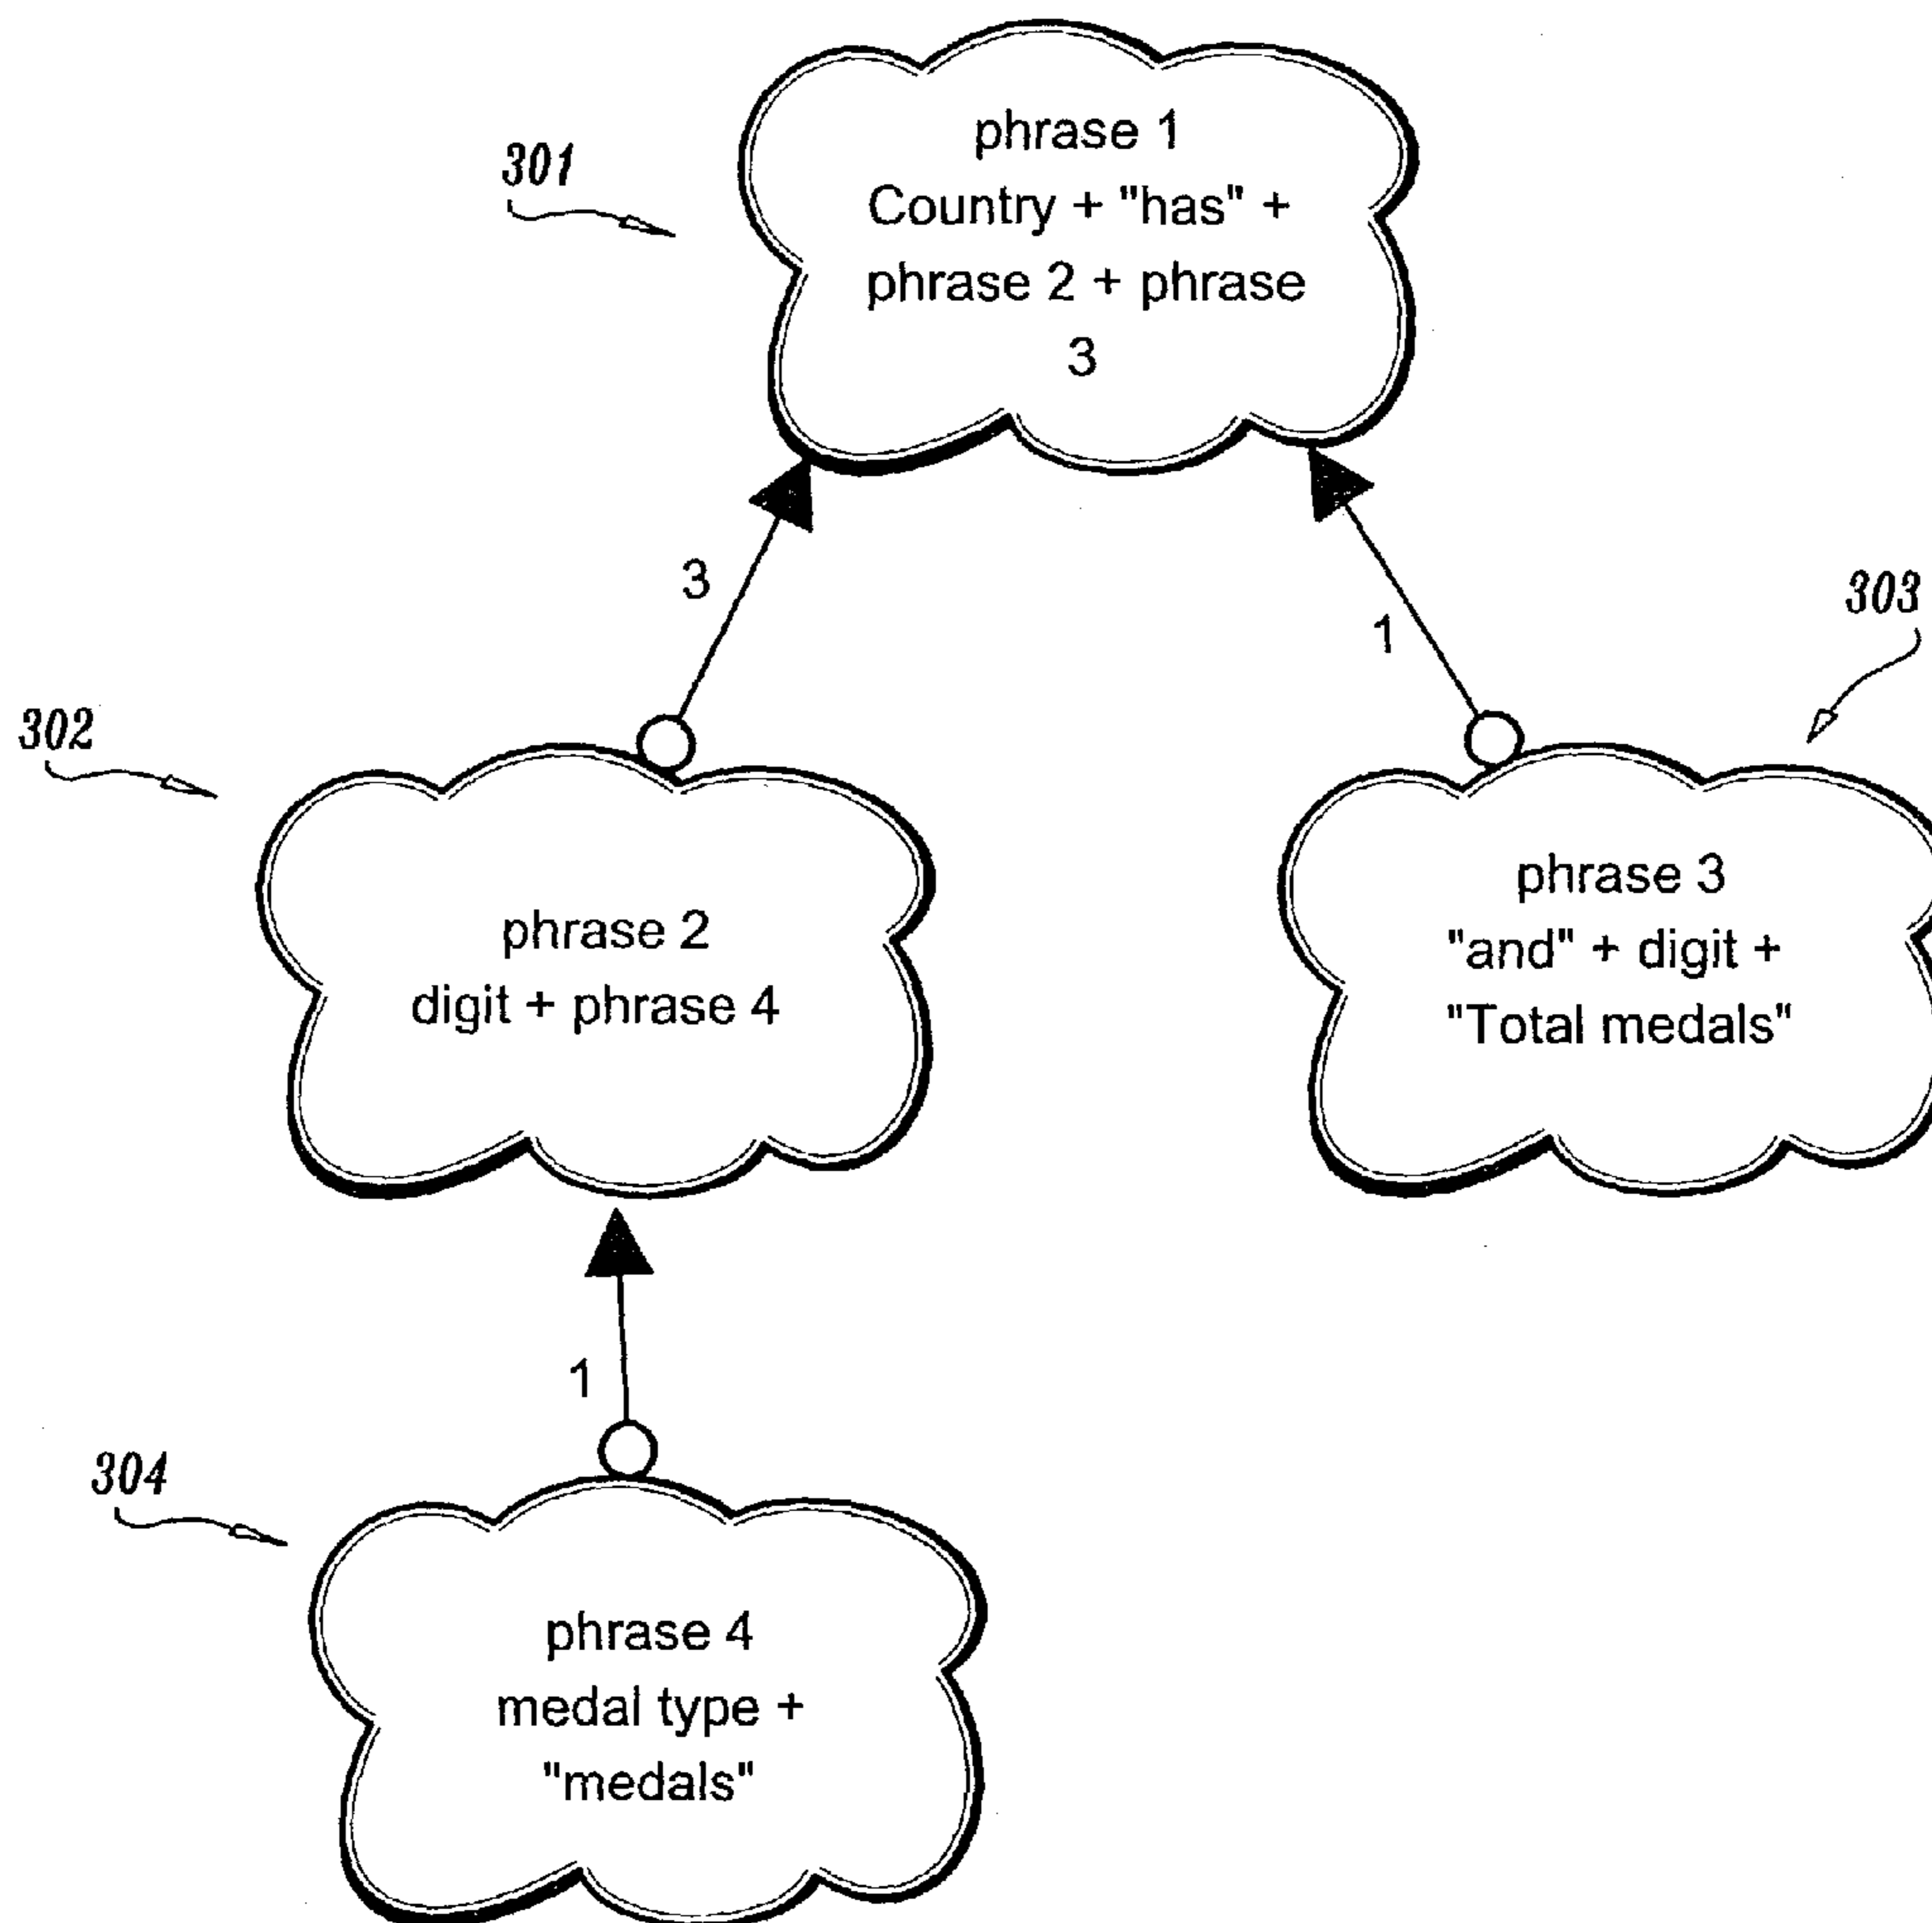 301
phrase 1
Country + "has" +
phrase 2 + phrase
3
3
1
303
302
phrase 2
digit + phrase 4
phrase 3
"and" + digit +
"Total medals"
1
304
phrase 4
medal type +
"medals"